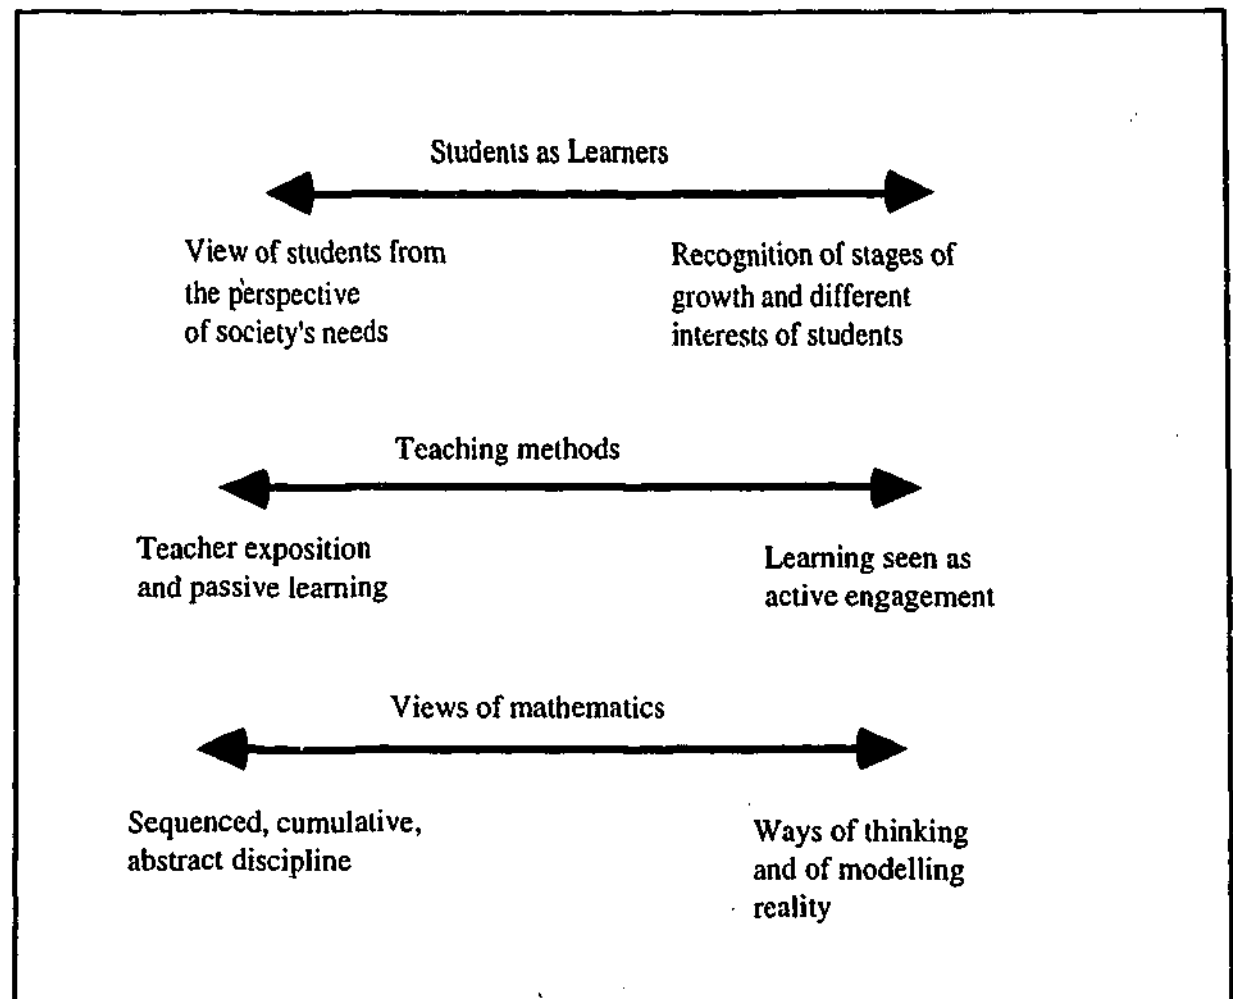 Students as Learners
View of students from
the perspective
of society's needs
Recognition of stages of
growth and different
interests of students
Teaching methods
Teacher exposition
and passive learning
Learning seen as
active engagement
Views of mathematics
Sequenced, cumulative,
abstract discipline
Ways of thinking
and of modelling
reality